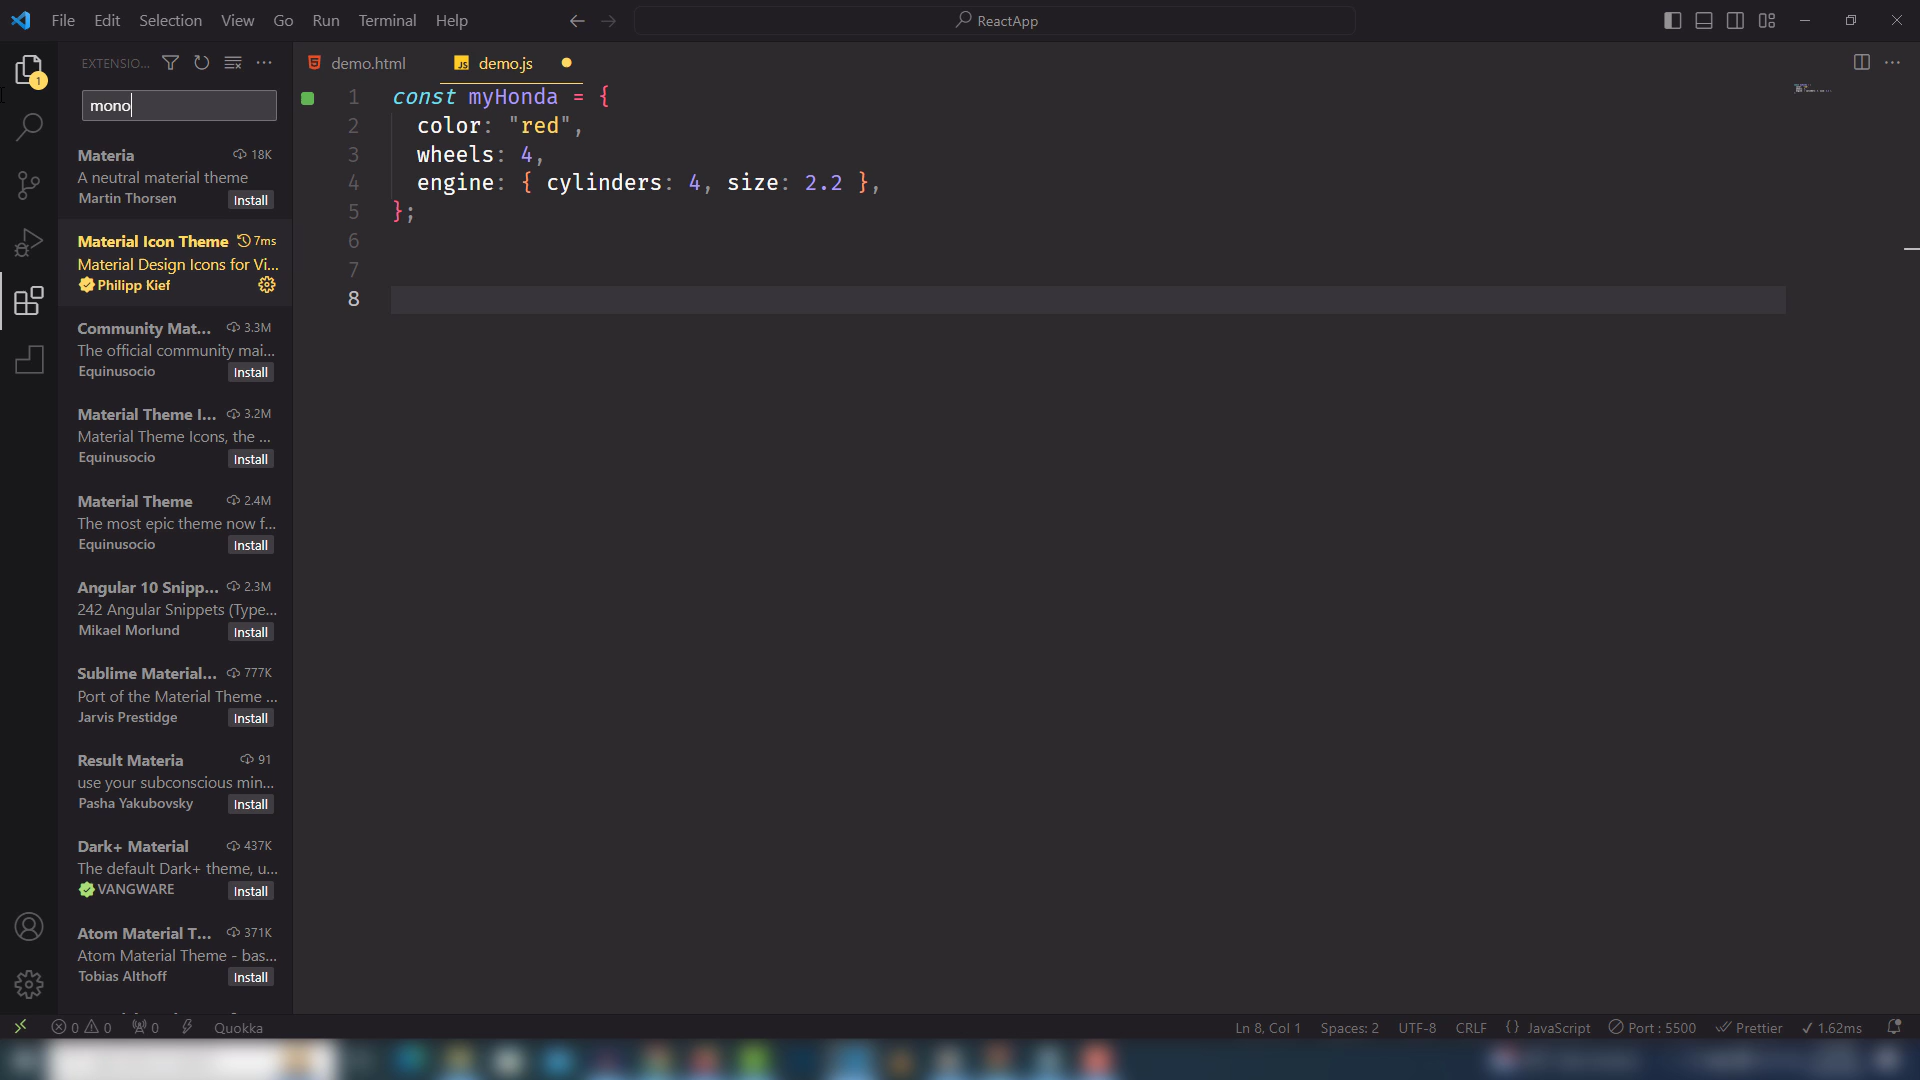 File Edit Selection View Go Run Terminal Help
ReactApp
EXTENSIO...
mono
Materia 18K
A neutral material theme
Martin Thorsen Install
Material Icon Theme 7ms
Material Design Icons for Vi...
Philipp Kief
Community Mat... 3.3M
The official community mai...
Equinusocio Install
Material Theme I... 3.2M
Material Theme Icons, the ...
Equinusocio Install
Material Theme 2.4M
The most epic theme now f...
Equinusocio Install
Angular 10 Snipp... 2.3M
242 Angular Snippets (Type...
Mikael Morlund Install
Sublime Material... 777K
Port of the Material Theme ...
Jarvis Prestidge Install
Result Materia 91
use your subconscious min...
Pasha Yakubovsky Install
Dark+ Material 437K
The default Dark+ theme, u...
VANGWARE Install
Atom Material T... 371K
Atom Material Theme - bas...
Tobias Althoff Install
1
demo.html JS demo.js
1 const myHonda = {
2 color: "red",
3 wheels: 4,
4 engine: { cylinders: 4, size: 2.2 },
5 };
6
7
8
0 0 0 Quokka Ln 8, Col 1 Spaces: 2 UTF-8 CRLF {} JavaScript Port : 5500 Prettier ✓ 1.62ms